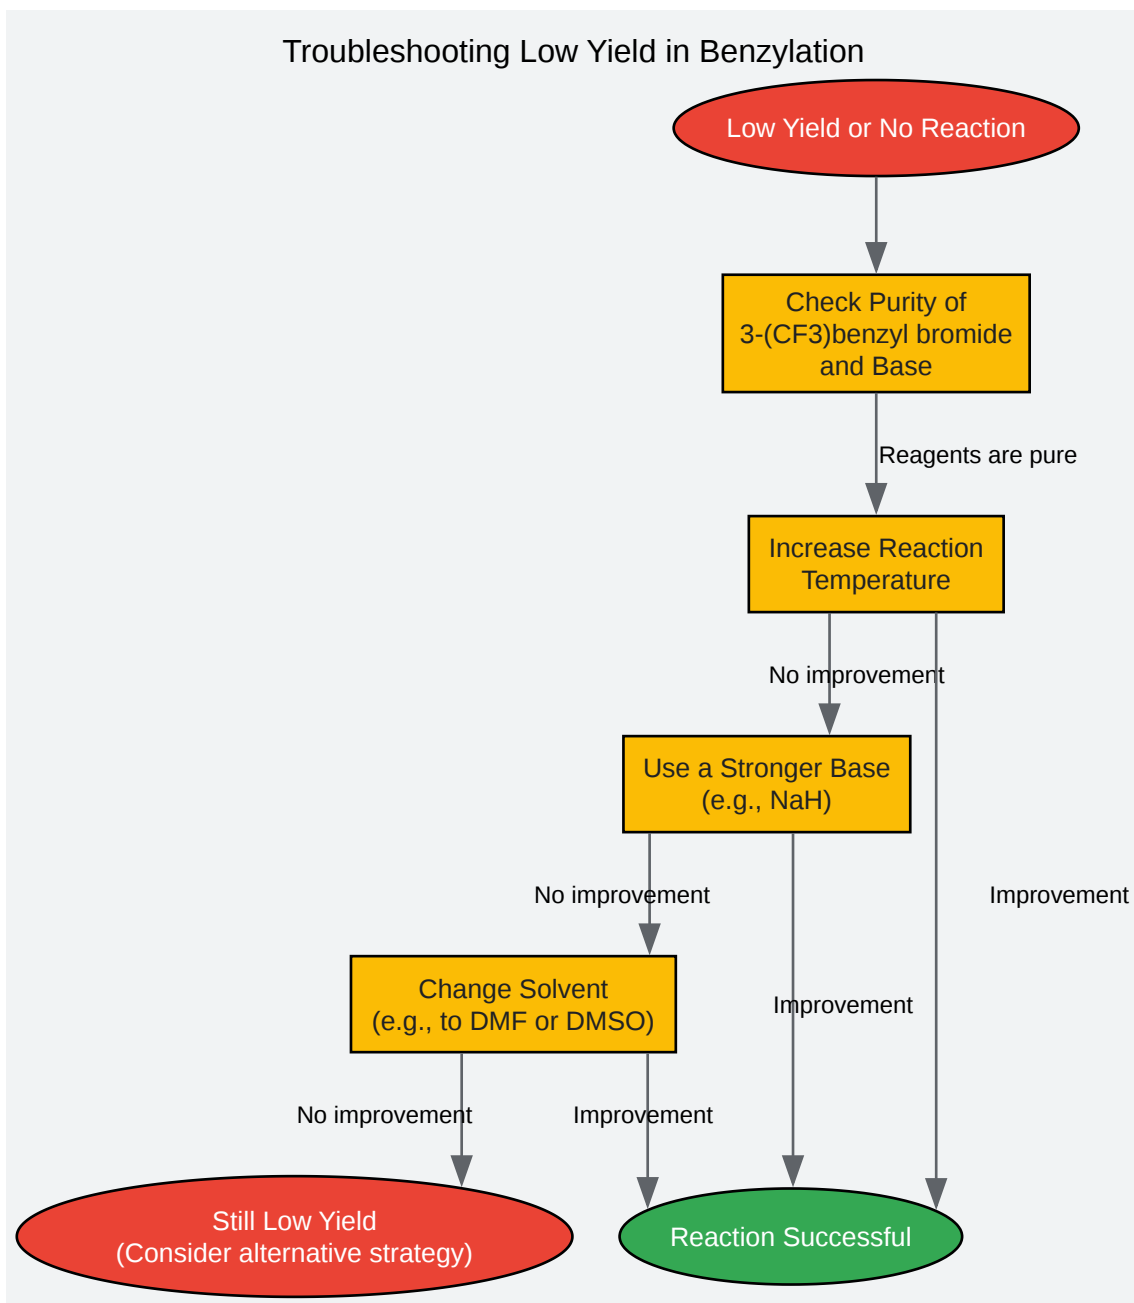 Troubleshooting Low Yield in Benzylation
Low Yield or No Reaction
Check Purity of
3-(CF3)benzyl bromide
and Base
Reagents are pure
Increase Reaction
Temperature
No improvement
Use a Stronger Base
(e.g., NaH)
No improvement
Improvement
Change Solvent
(e.g., to DMF or DMSO)
Improvement
No improvement
Improvement
Still Low Yield
(Consider alternative strategy)
Reaction Successful